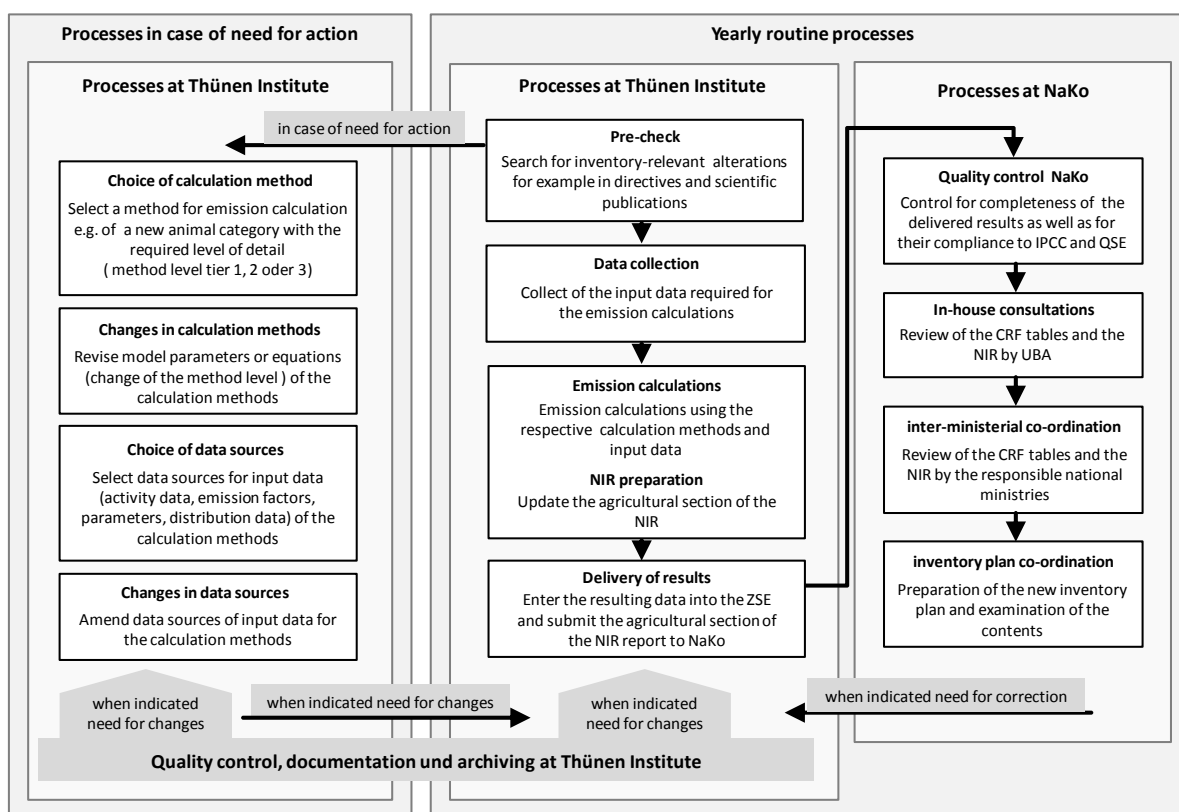 Processes in case of need for action
Processes at Thünen Institute
in case of need for action
Choice of calculation method
Select a method for emission calculation
e.g. of a new animal category with the
required level of detail
( method level tier 1, 2 oder 3)
Changes in calculation methods
Revise model parameters or equations
(change of the method level ) of the
calculation methods
Choice of data sources
Select data sources for input data
(activity data, emission factors,
parameters, distribution data) of the
calculation methods
Changes in data sources
Amend data sources of input data for
the calculation methods
when indicated
need for changes
when indicated need for changes
Yearly routine processes
Processes at Thünen Institute
Pre-check
Search for inventory-relevant alterations
for example in directives and scientific
publications
Data collection
Collect of the input data required for
the emission calculations
Emission calculations
Emission calculations using the
respective calculation methods and
input data
NIR preparation
Update the agricultural section of the
NIR
Delivery of results
Enter the resulting data into the ZSE
and submit the agricultural section of
the NIR report to NaKo
when indicated
need for changes
Processes at NaKo
Quality control NaKo
Control for completeness of the
delivered results as well as for
their compliance to IPCC and QSE
In-house consultations
Review of the CRF tables and the
NIR by UBA
inter-ministerial co-ordination
Review of the CRF tables and the
NIR by the responsible national
ministries
inventory plan co-ordination
Preparation of the new inventory
plan and examination of the
contents
when indicated need for correction
Quality control, documentation und archiving at Thünen Institute